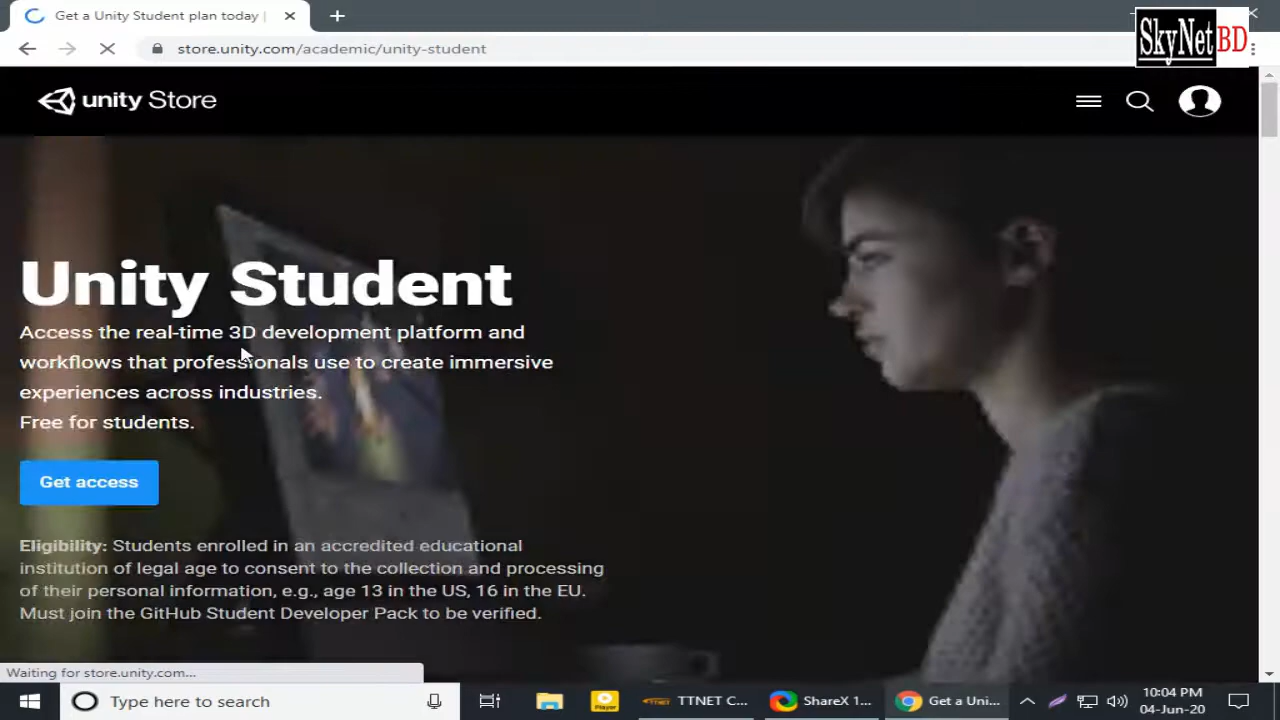 Get a Unity Student plan today |
SkyNet BD
store.unity.com/academic/unity-student
unity Store
Unity Student
Access the real-time 3D development platform and
workflows that professionals use to create immersive
experiences across industries.
Free for students.
Get access
Eligibility: Students enrolled in an accredited educational
institution of legal age to consent to the collection and processing
of their personal information, e.g., age 13 in the US, 16 in the EU.
Must join the GitHub Student Developer Pack to be verified.
Waiting for store.unity.com...
Type here to search
Player
TTNET C...
ShareX 1...
Get a Uni...
10:04 PM
04-Jun-20